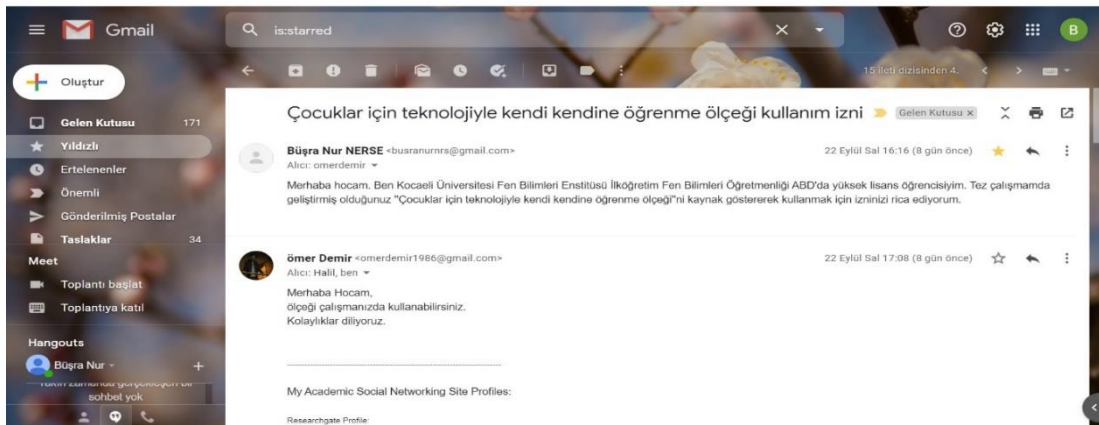 Gmail
is:starred
B
Oluştur
15 ileti dizisinden 4.
Gelen Kutusu 171
Yıldızlı
Ertelenenler
Önemli
Gönderilmiş Postalar
Taslaklar 34
Meet
Toplantı başlat
Toplantıya katıl
Hangouts
Büşra Nur
Yakın zamanda gerçekleşen bir
sohbet yok
Çocuklar için teknolojiyle kendi kendine öğrenme ölçeği kullanım izni Gelen Kutusu x
Büşra Nur NERSE <busranurnrs@gmail.com> 22 Eylül Sal 16:16 (8 gün önce)
Alıcı: omerdemir
Merhaba hocam. Ben Kocaeli Üniversitesi Fen Bilimleri Enstitüsü İlköğretim Fen Bilimleri Öğretmenliği ABD'da yüksek lisans öğrencisiyim. Tez çalışmamda
geliştirmiş olduğunuz "Çocuklar için teknolojiyle kendi kendine öğrenme ölçeği"ni kaynak göstererek kullanmak için izninizi rica ediyorum.
ömer Demir <omerdemir1986@gmail.com> 22 Eylül Sal 17:08 (8 gün önce)
Alıcı: Halil, ben
Merhaba Hocam,
ölçeği çalışmanızda kullanabilirsiniz.
Kolaylıklar diliyoruz.
My Academic Social Networking Site Profiles:
Researchgate Profile: